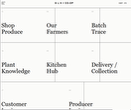 Shop Produce
Our Farmers
Batch Trace
Plant Knowledge
Kitchen Hub
Delivery / Collection
Customer
Producer